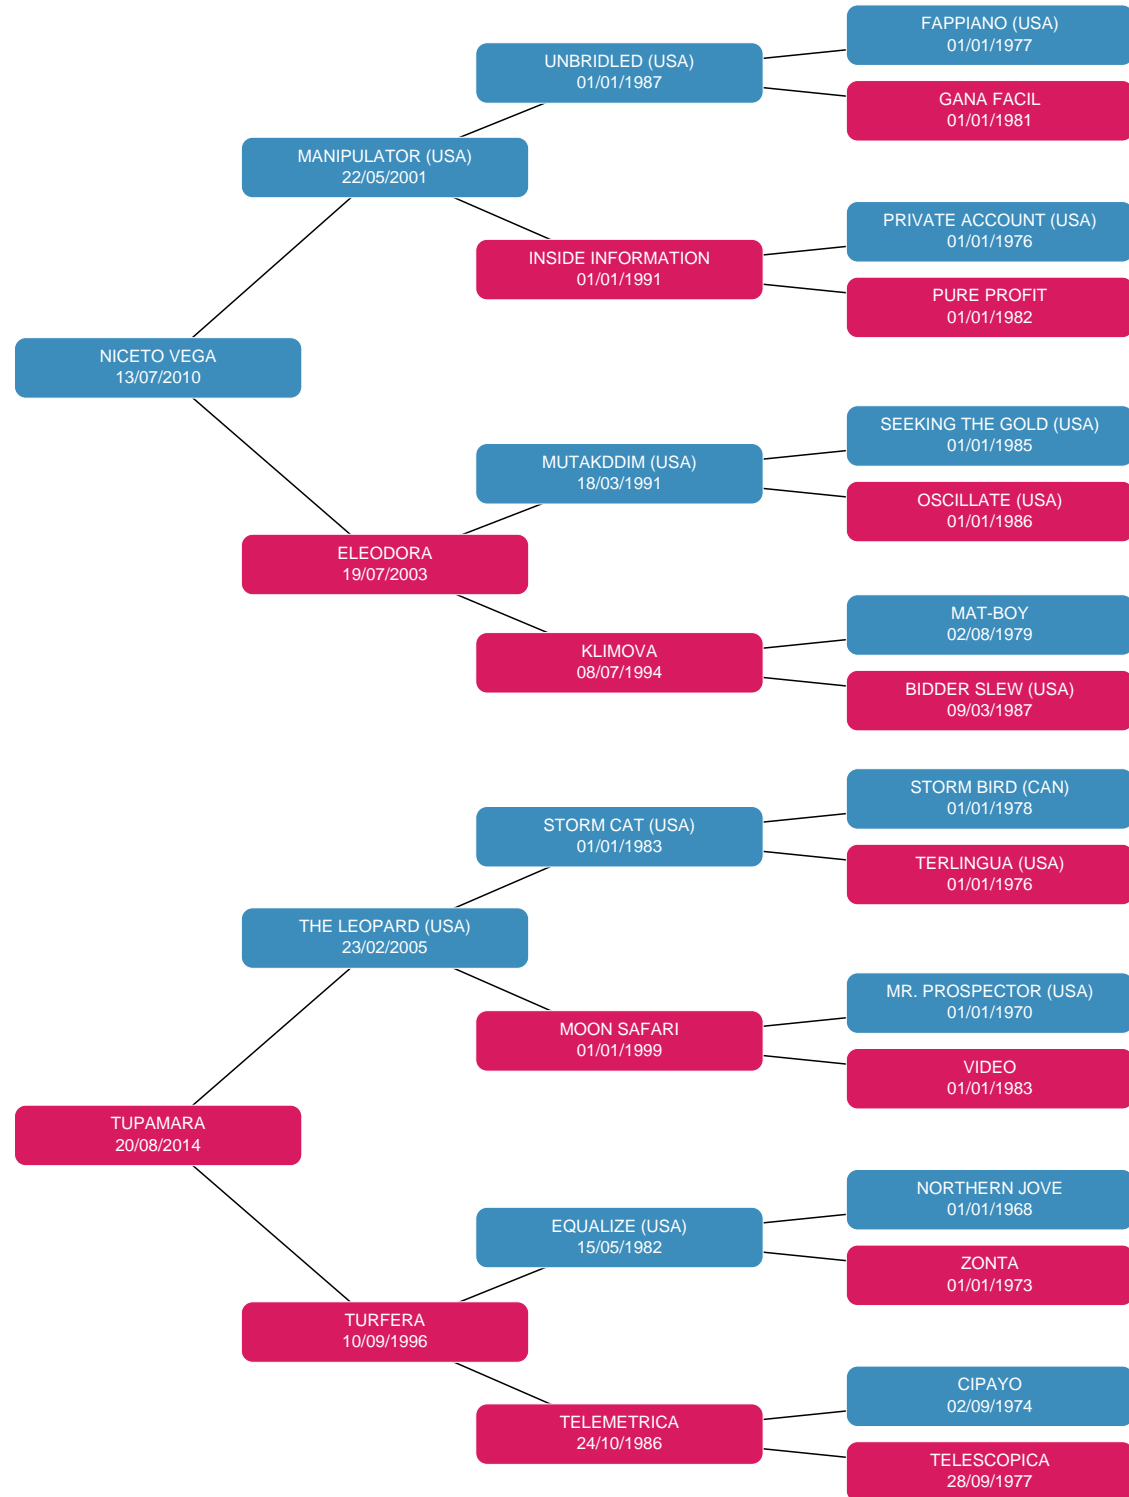 FAPPIANO (USA)
01/01/1977
UNBRIDLED (USA)
01/01/1987
GANA FACIL
01/01/1981
MANIPULATOR (USA)
22/05/2001
PRIVATE ACCOUNT (USA)
01/01/1976
INSIDE INFORMATION
01/01/1991
PURE PROFIT
01/01/1982
NICETO VEGA
13/07/2010
SEEKING THE GOLD (USA)
01/01/1985
MUTAKDDIM (USA)
18/03/1991
OSCILLATE (USA)
01/01/1986
ELEODORA
19/07/2003
MAT-BOY
02/08/1979
KLIMOVA
08/07/1994
BIDDER SLEW (USA)
09/03/1987
STORM BIRD (CAN)
01/01/1978
STORM CAT (USA)
01/01/1983
TERLINGUA (USA)
01/01/1976
THE LEOPARD (USA)
23/02/2005
MR. PROSPECTOR (USA)
01/01/1970
MOON SAFARI
01/01/1999
VIDEO
01/01/1983
TUPAMARA
20/08/2014
NORTHERN JOVE
01/01/1968
EQUALIZE (USA)
15/05/1982
ZONTA
01/01/1973
TURFERA
10/09/1996
CIPAYO
02/09/1974
TELEMETRICA
24/10/1986
TELESCOPICA
28/09/1977